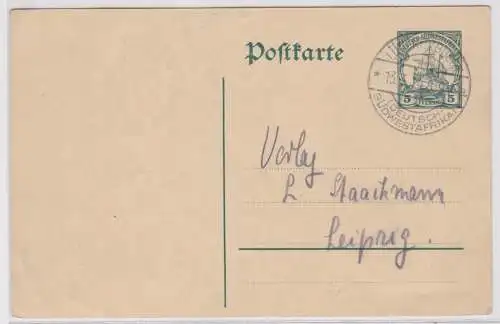 Postkarte
5 5
DEUTSCH-
SÜDWESTAFRIKA
Verlag
L. Staackmann
Leipzig.